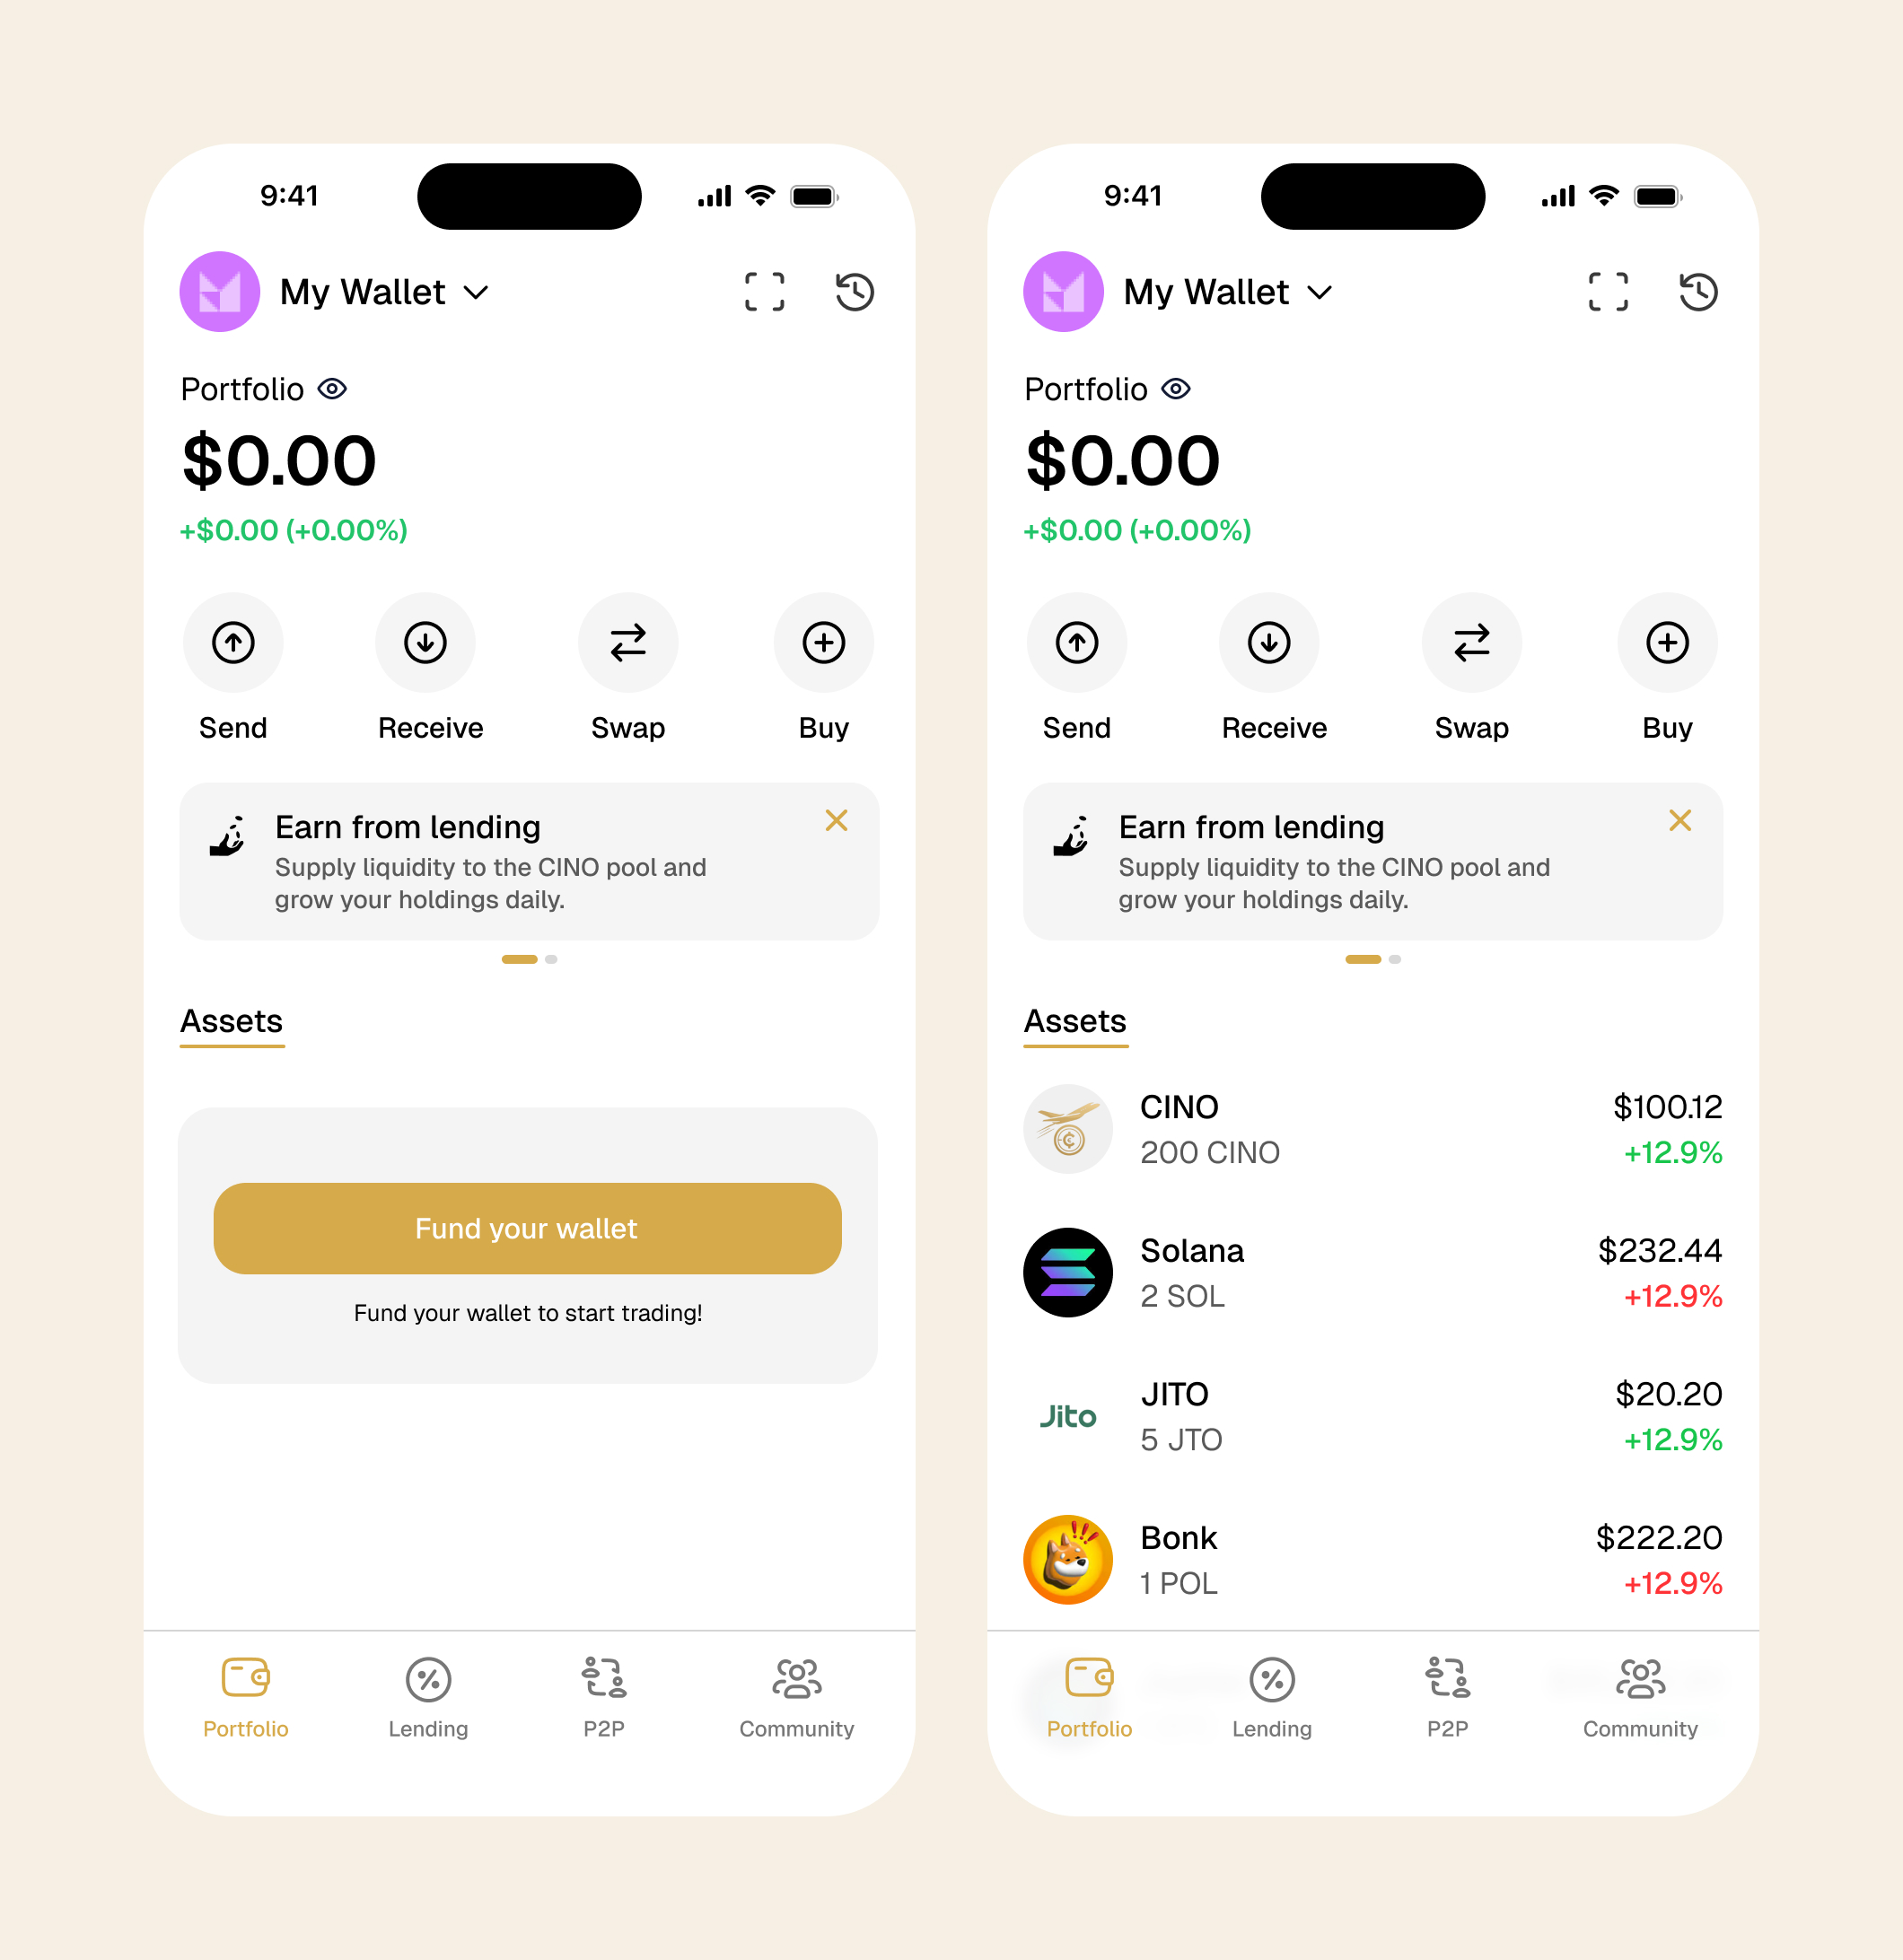 9:41
My Wallet
Portfolio
$0.00
+$0.00 (+0.00%)
Send
Receive
Swap
Buy
Earn from lending
Supply liquidity to the CINO pool and
grow your holdings daily.
Assets
Fund your wallet
Fund your wallet to start trading!
Portfolio
Lending
P2P
Community
9:41
My Wallet
Portfolio
$0.00
+$0.00 (+0.00%)
Send
Receive
Swap
Buy
Earn from lending
Supply liquidity to the CINO pool and
grow your holdings daily.
Assets
CINO
$100.12
200 CINO
+12.9%
Solana
$232.44
2 SOL
+12.9%
Jito
JITO
$20.20
5 JTO
+12.9%
Bonk
$222.20
1 POL
+12.9%
Portfolio
Lending
P2P
Community